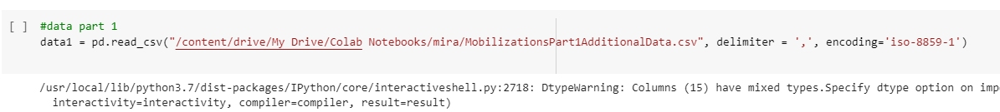 [ ] #data part 1
data1 = pd.read_csv("/content/drive/My Drive/Colab Notebooks/mira/MobilizationsPart1AdditionalData.csv", delimiter = ',', encoding='iso-8859-1')
/usr/local/lib/python3.7/dist-packages/IPython/core/interactiveshell.py:2718: DtypeWarning: Columns (15) have mixed types.Specify dtype option on imp
interactivity=interactivity, compiler=compiler, result=result)